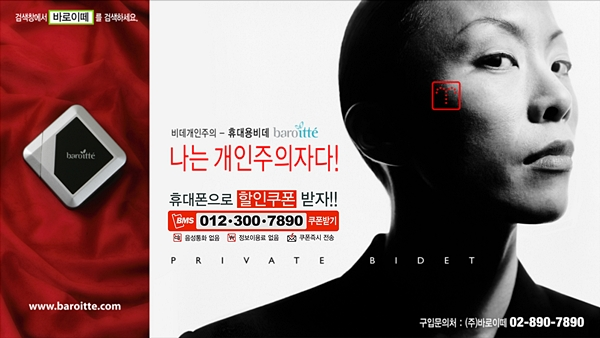 검색창에서 바로이떼 를 검색하세요.
baroitté
www.baroitte.com
비데개인주의 - 휴대용비데 baroitté
나는 개인주의자다!
휴대폰으로 할인쿠폰 받자!!
BMS 012·300·7890 쿠폰받기
음성통화 없음 정보이용료 없음 쿠폰즉시 전송
PRIVATE BIDET
구입문의처 : (주)바로이떼 02-890-7890